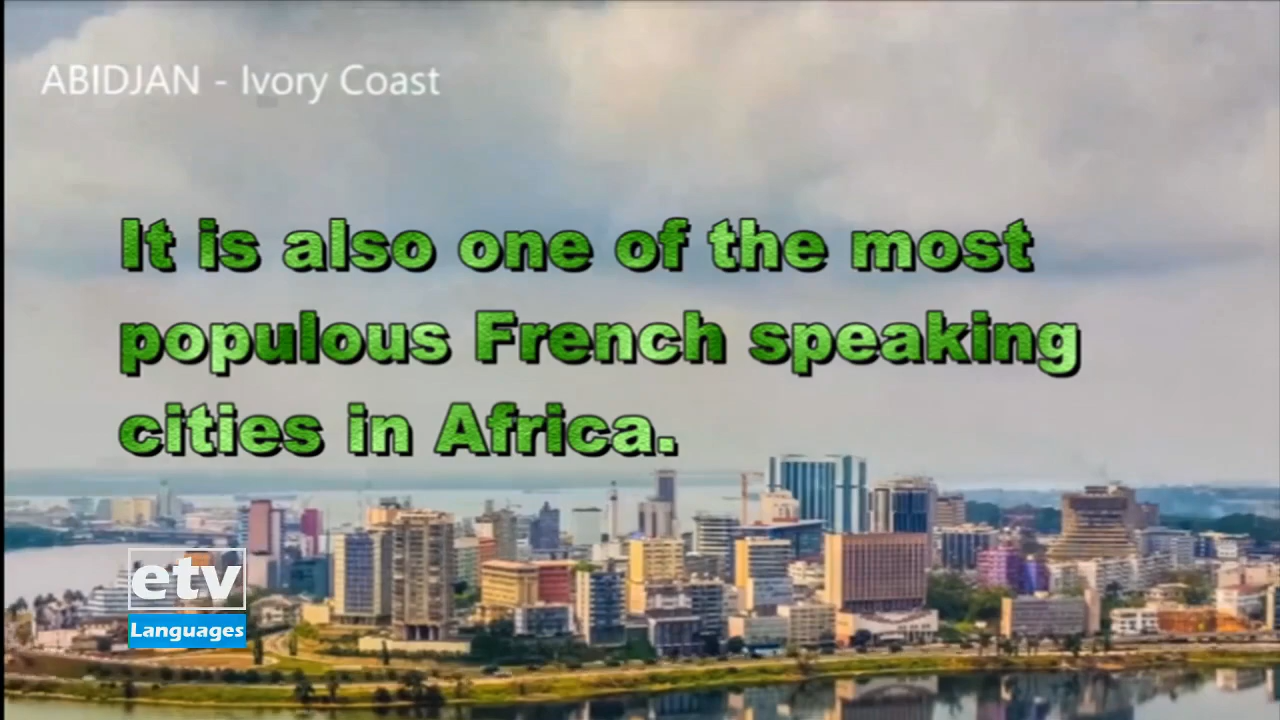 ABIDJAN - Ivory Coast
It is also one of the most
populous French speaking
cities in Africa.
etv
Languages